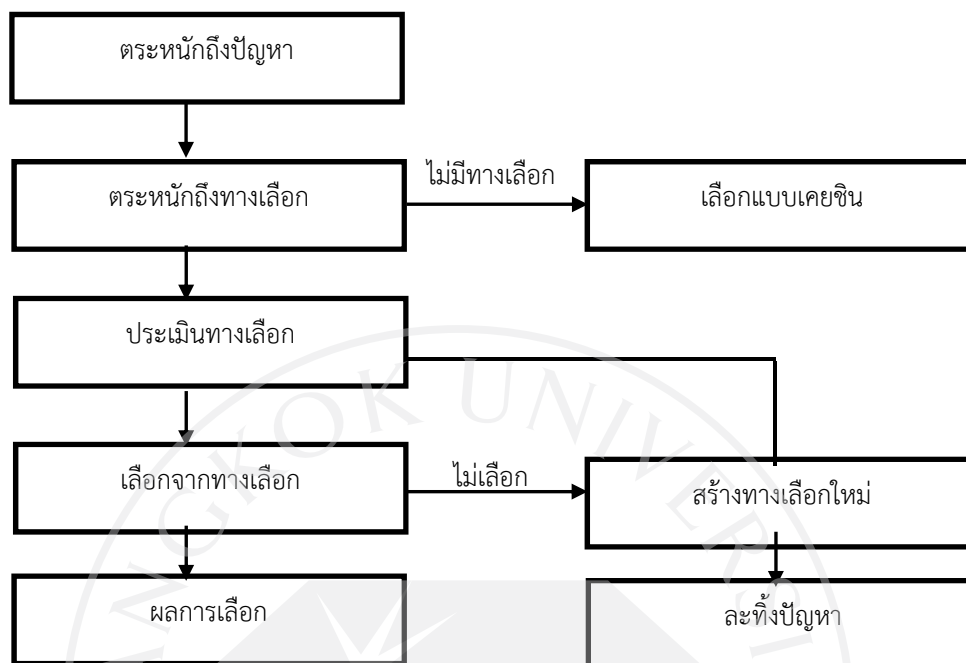 ตระหนักถึงปัญหา
ตระหนักถึงทางเลือก
ไม่มีทางเลือก
เลือกแบบเคยชิน
ประเมินทางเลือก
เลือกจากทางเลือก
ไม่เลือก
สร้างทางเลือกใหม่
ผลการเลือก
ละทิ้งปัญหา
NGKOK UNIVERSI